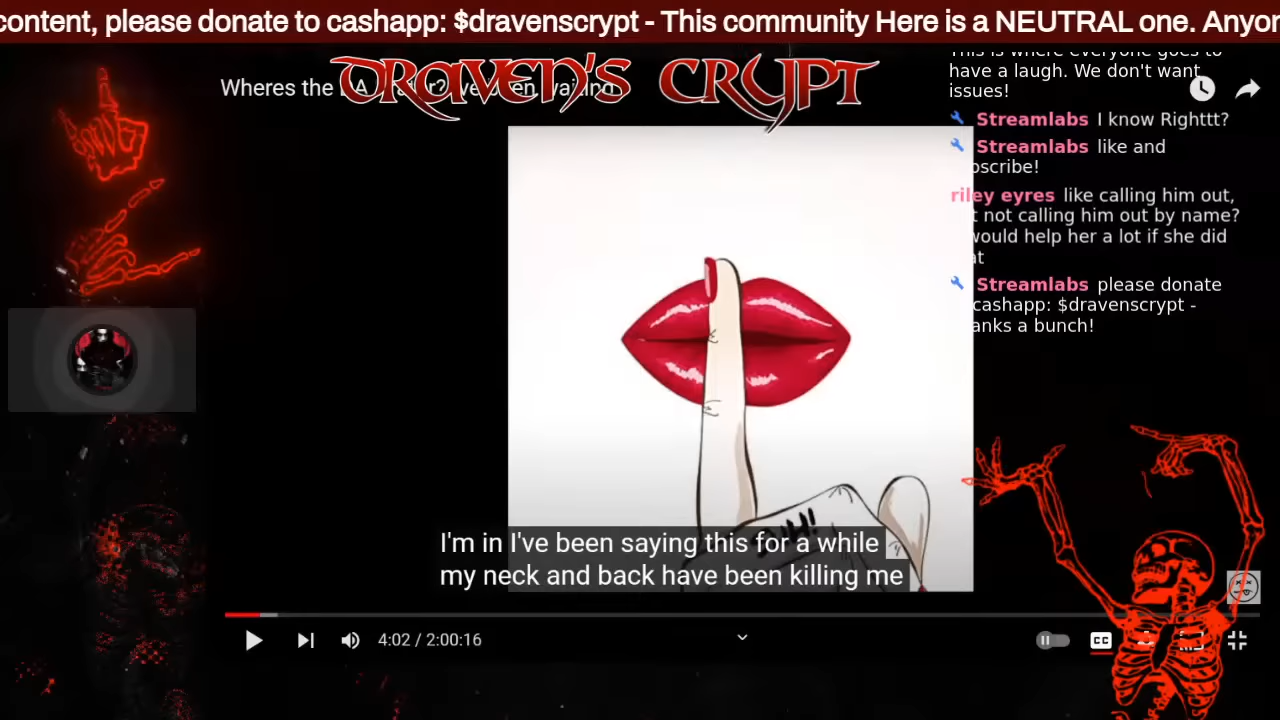 content, please donate to cashapp: $dravenscrypt - This community Here is a NEUTRAL one. Anyor
DRAVEN'S CRYPT
Wheres the
This is where everyone goes to
have a laugh. We don't want
issues!
Streamlabs I know Righttt?
Streamlabs like and
bscribe!
riley eyres like calling him out,
t not calling him out by name?
would help her a lot if she did
at
Streamlabs please donate
cashapp: $dravenscrypt -
anks a bunch!
I'm in I've been saying this for a while
my neck and back have been killing me
4:02 / 2:00:16
CC